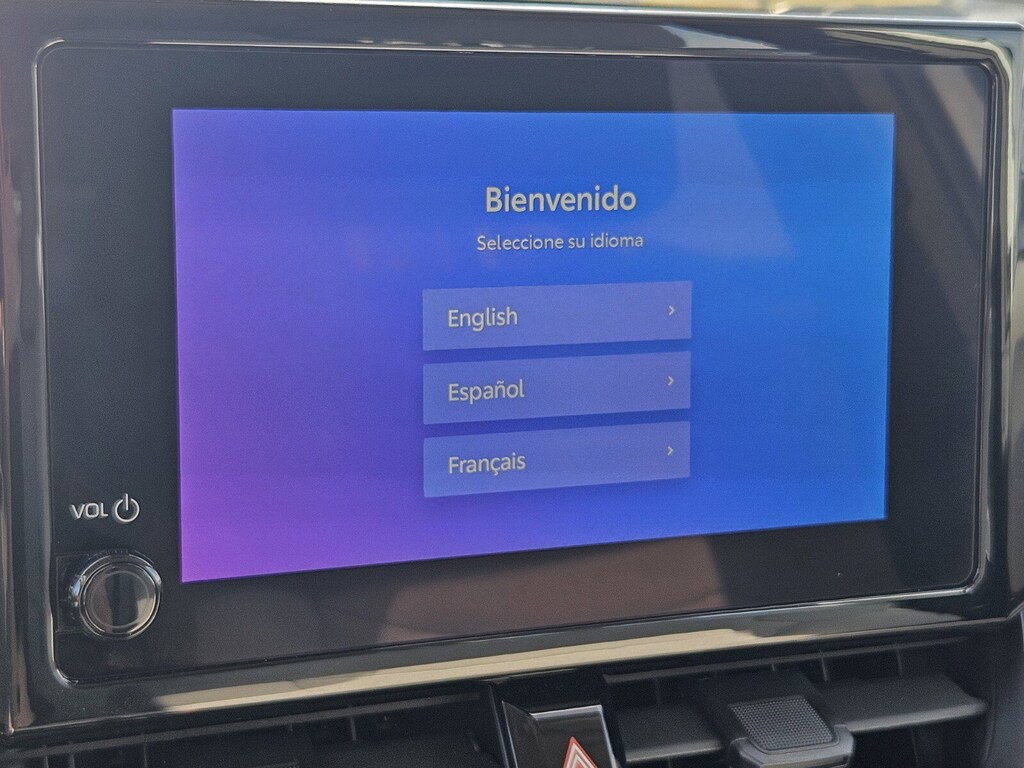 Bienvenido
Seleccione su idioma
English
Español
Français
VOL